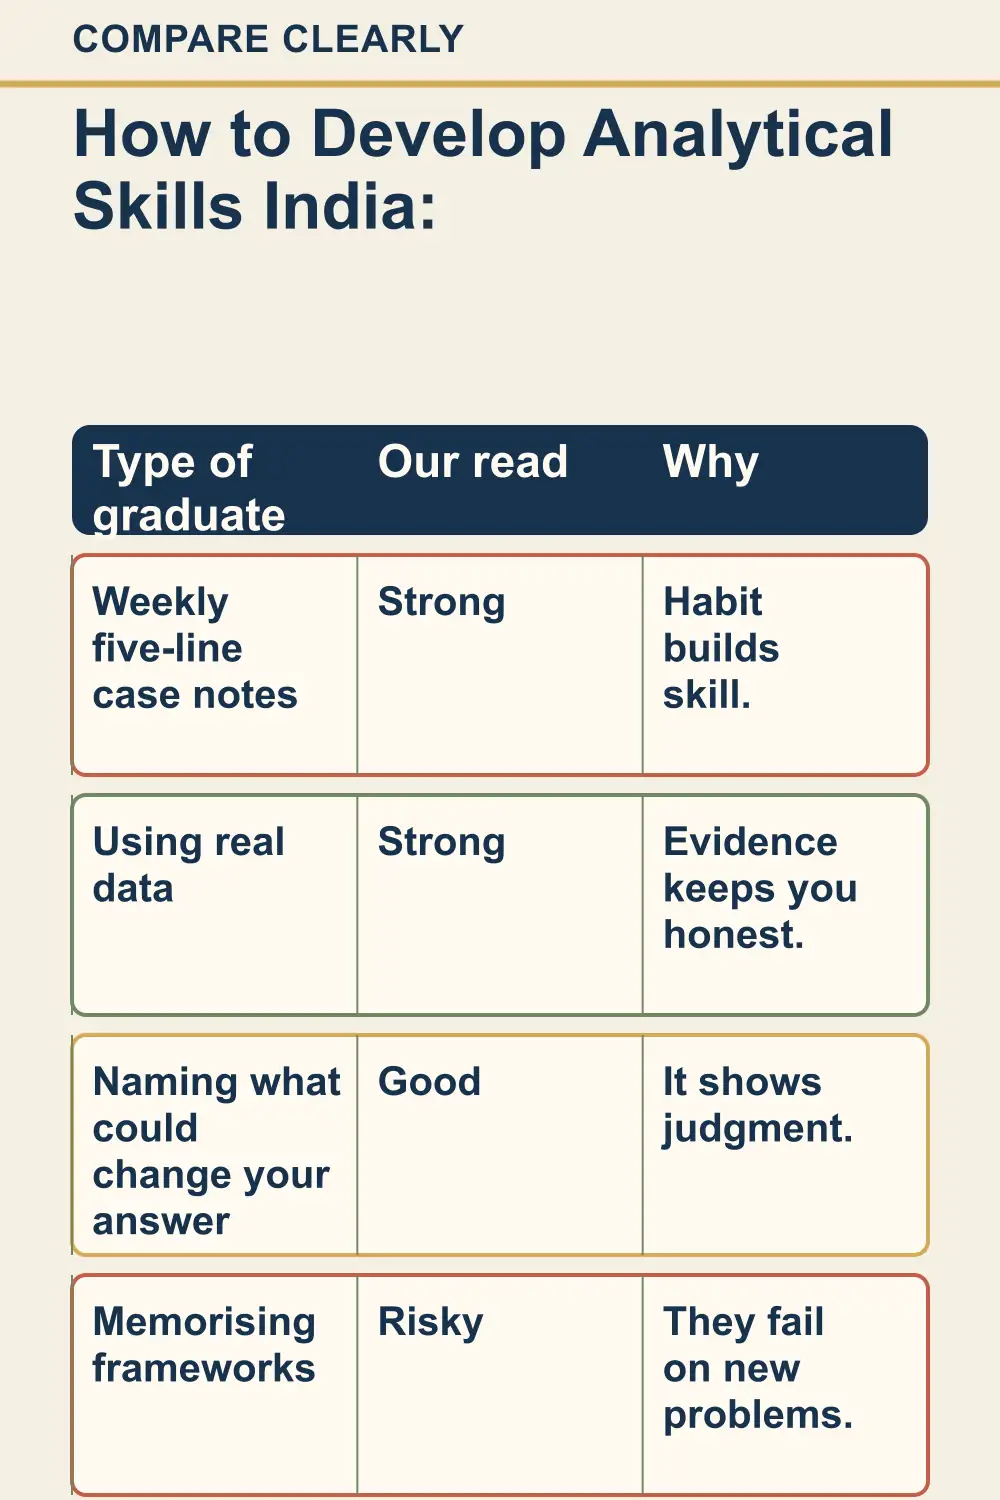 COMPARE CLEARLY
How to Develop Analytical
Skills India:
Type of
graduate
Our read
Why
Weekly
five-line
case notes
Strong
Habit
builds
skill.
Using real
data
Strong
Evidence
keeps you
honest.
Naming what
could
change your
answer
Good
It shows
judgment.
Memorising
frameworks
Risky
They fail
on new
problems.